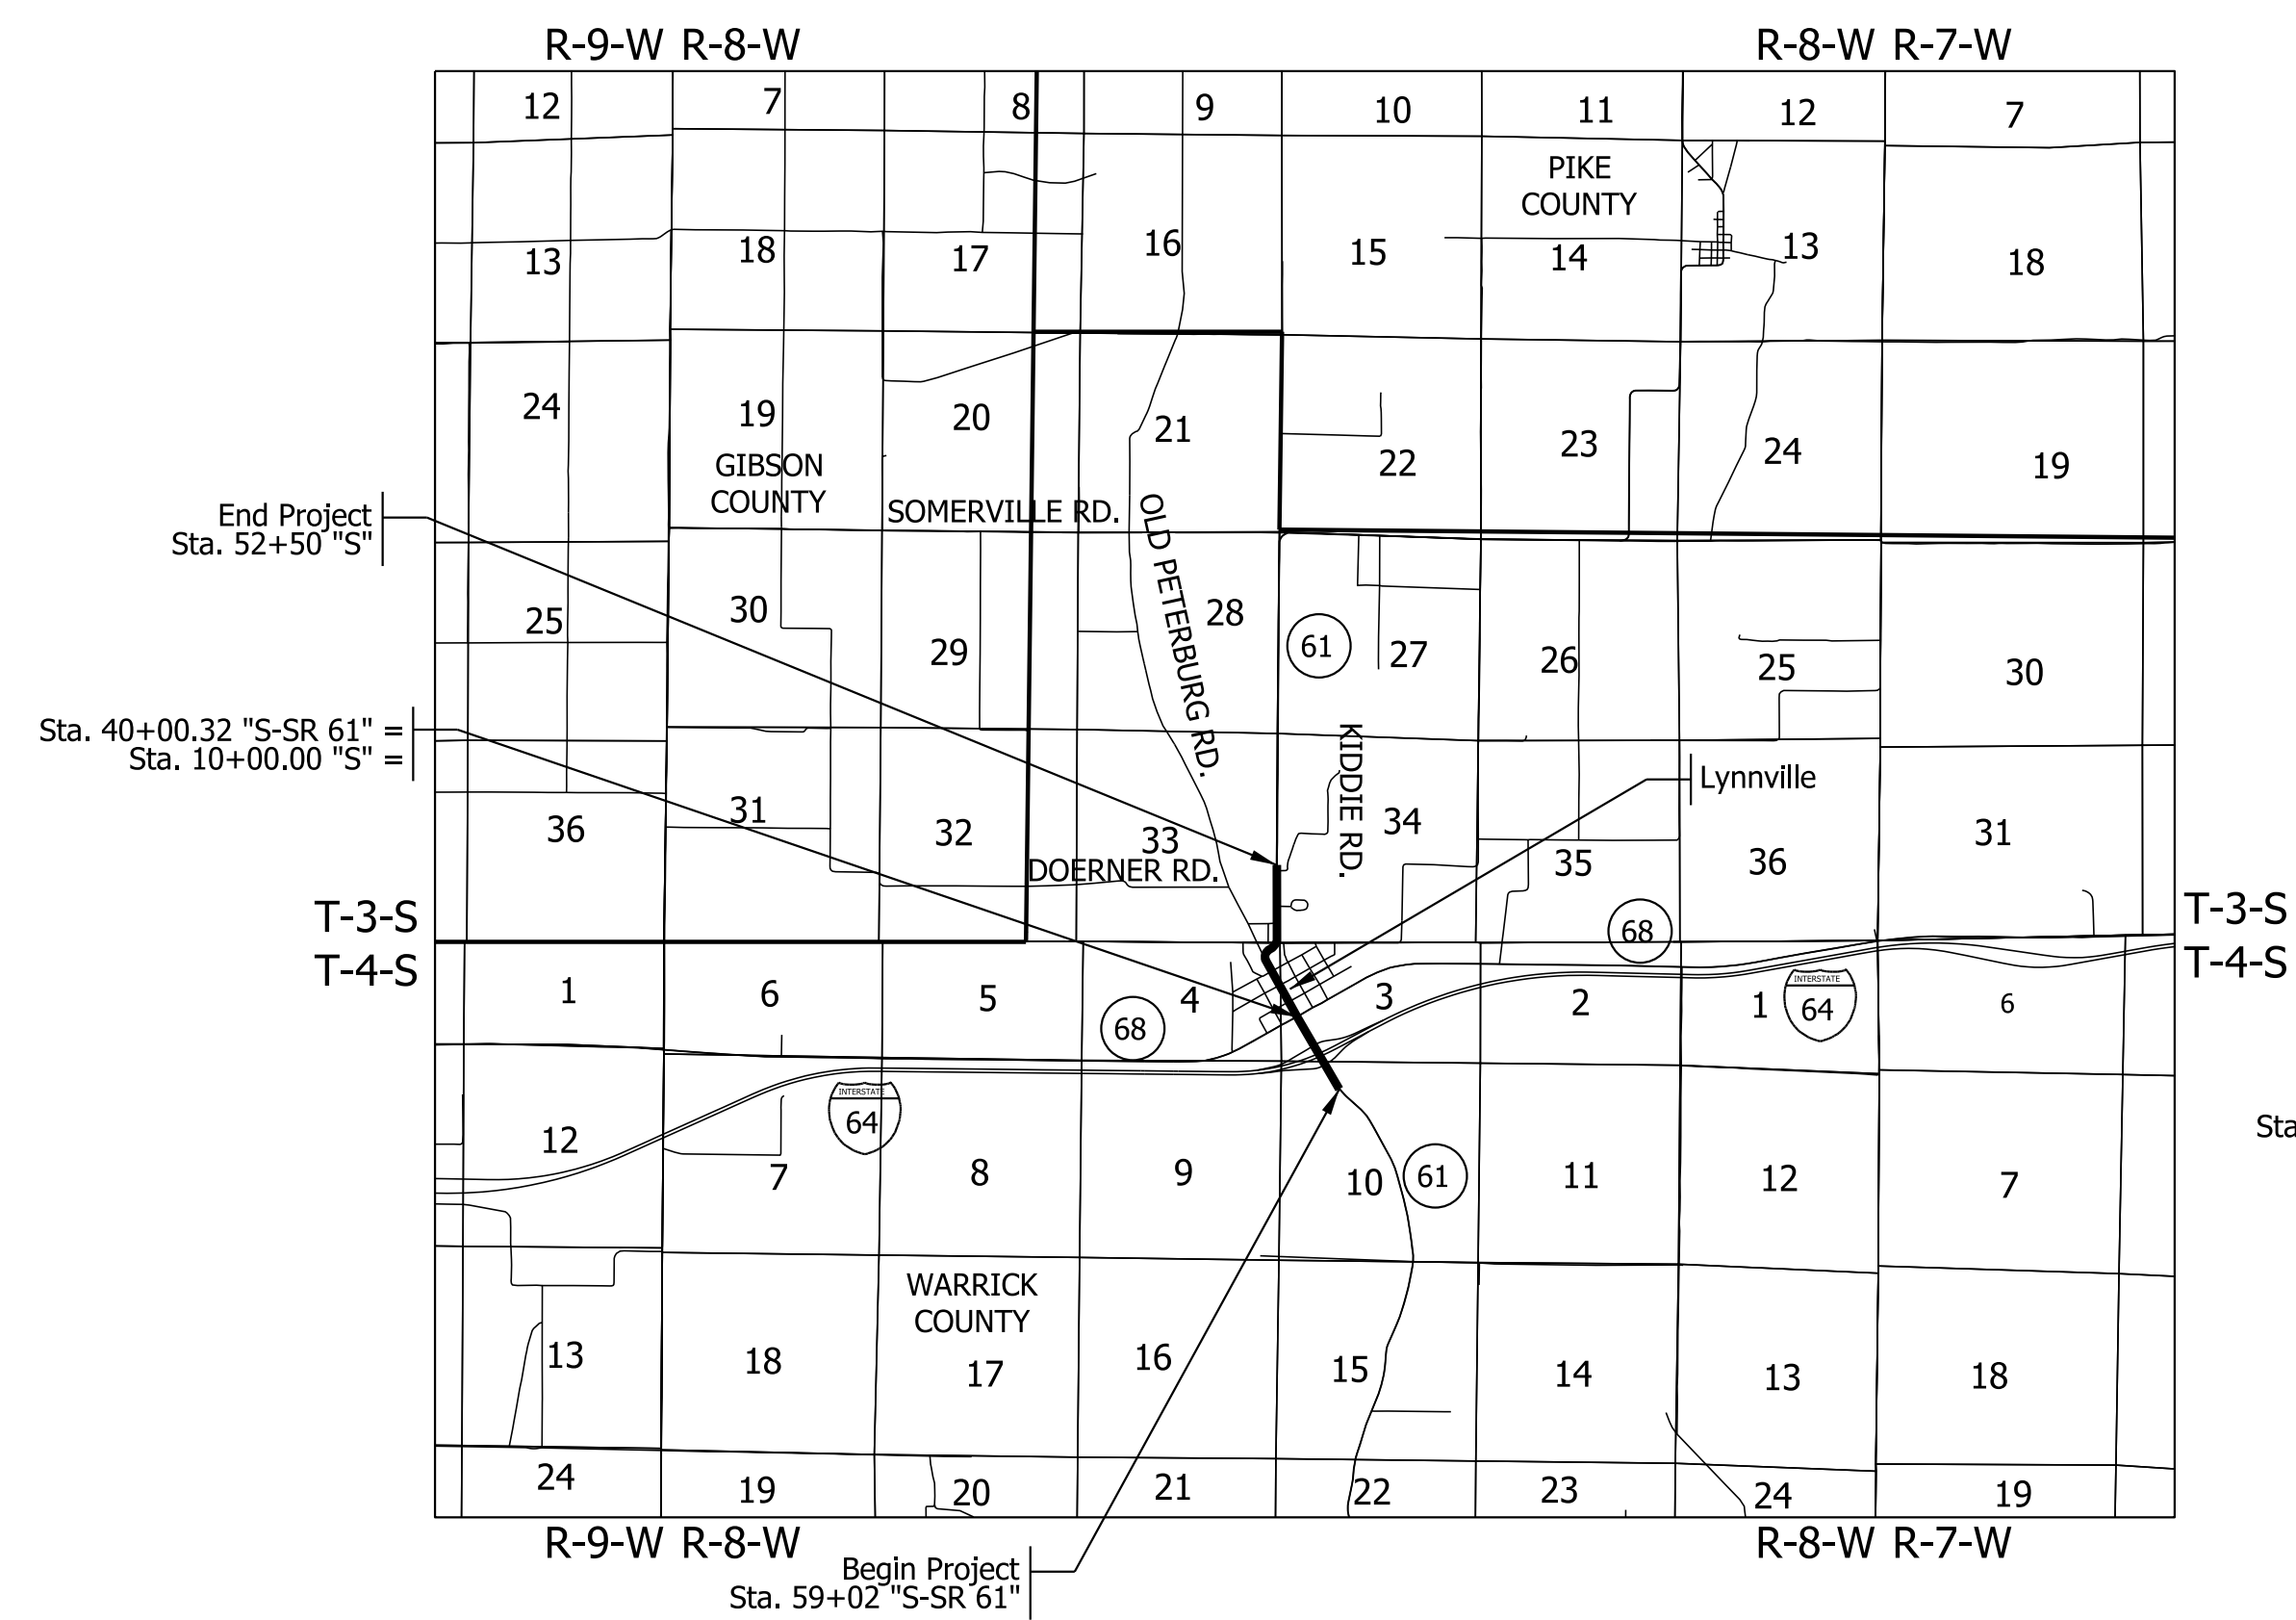 R-9-W R-8-W
R-8-W R-7-W
12
7
8
9
10
11
12
7
PIKE
COUNTY
13
18
17
16
15
14
13
18
24
19
20
21
22
23
24
19
GIBSON
COUNTY
SOMERVILLE RD.
OLD PETERBURG RD.
End Project
Sta. 52+50 "S"
25
30
29
28
61
27
26
25
30
Sta. 40+00.32 "S-SR 61" =
Sta. 10+00.00 "S" =
KIDDIE RD.
Lynnville
36
31
32
33
34
35
36
31
DOERNER RD.
T-3-S
T-4-S
T-3-S
T-4-S
68
1
6
5
4
68
3
2
1
INTERSTATE
64
6
INTERSTATE
64
Sta
12
7
8
9
10
61
11
12
7
WARRICK
COUNTY
13
18
17
16
15
14
13
18
24
19
20
21
22
23
24
19
R-9-W R-8-W
R-8-W R-7-W
Begin Project
Sta. 59+02 "S-SR 61"